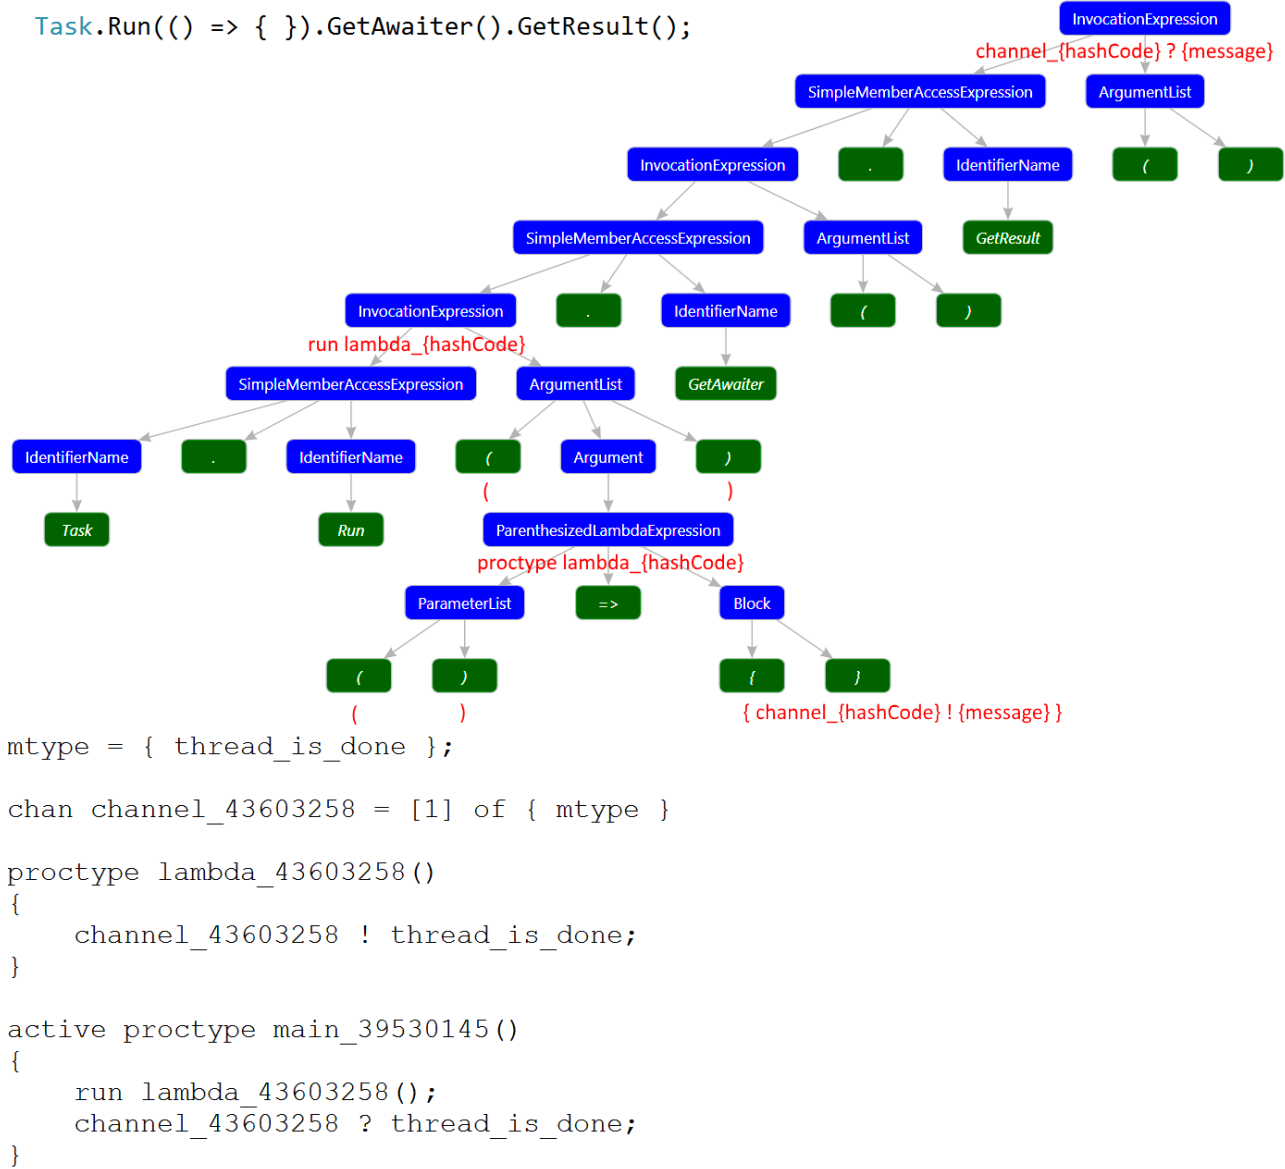 Task.Run(() => { }).GetAwaiter().GetResult();
InvocationExpression
channel_{hashCode} ? {message}
SimpleMemberAccessExpression
ArgumentList
InvocationExpression
.
IdentifierName
(
)
SimpleMemberAccessExpression
ArgumentList
GetResult
InvocationExpression
.
IdentifierName
(
)
run lambda_{hashCode}
SimpleMemberAccessExpression
ArgumentList
GetAwaiter
IdentifierName
.
IdentifierName
(
Argument
)
(
)
Task
Run
ParenthesizedLambdaExpression
proctype lambda_{hashCode}
ParameterList
=>
Block
(
)
{
}
(
)
{ channel_{hashCode} ! {message} }
mtype = { thread_is_done };
chan channel_43603258 = [1] of { mtype }
proctype lambda_43603258()
{
channel_43603258 ! thread_is_done;
}
active proctype main_39530145()
{
run lambda_43603258();
channel_43603258 ? thread_is_done;
}